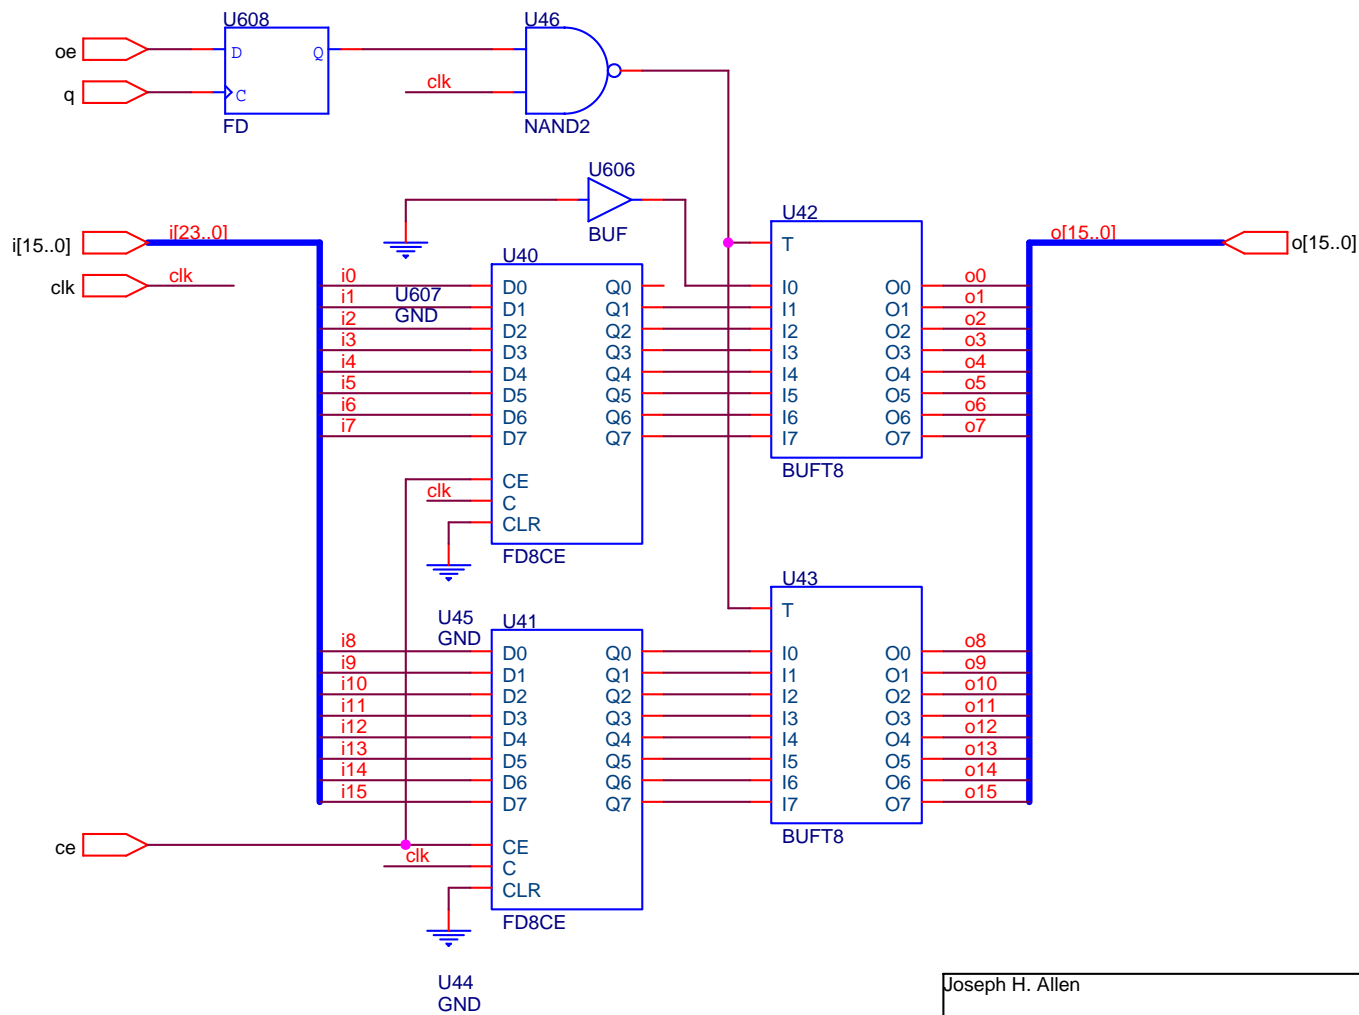 U608
U46
oe
D
Q
clk
q
C
FD
NAND2
U606
BUF
U42
i[15..0]
i[23..0]
T
o[15..0]
o[15..0]
U40
clk
clk
i0
D0
Q0
I0
O0
o0
U607
GND
i1
D1
Q1
I1
O1
o1
i2
D2
Q2
I2
O2
o2
i3
D3
Q3
I3
O3
o3
i4
D4
Q4
I4
O4
o4
i5
D5
Q5
I5
O5
o5
i6
D6
Q6
I6
O6
o6
i7
D7
Q7
I7
O7
o7
BUFT8
CE
clk
C
CLR
FD8CE
U43
T
U45
GND
U41
i8
D0
Q0
I0
O0
o8
i9
D1
Q1
I1
O1
o9
i10
D2
Q2
I2
O2
o10
i11
D3
Q3
I3
O3
o11
i12
D4
Q4
I4
O4
o12
i13
D5
Q5
I5
O5
o13
i14
D6
Q6
I6
O6
o14
i15
D7
Q7
I7
O7
o15
BUFT8
ce
CE
clk
C
CLR
FD8CE
U44
GND
Joseph H. Allen